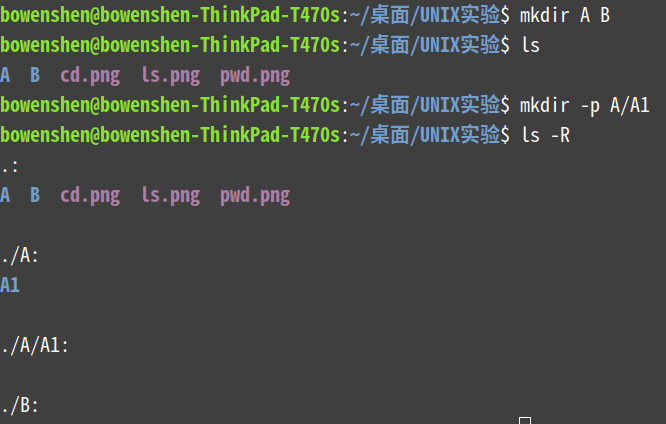 bowenshen@bowenshen-ThinkPad-T470s:~/桌面/UNIX实验$ mkdir A B
bowenshen@bowenshen-ThinkPad-T470s:~/桌面/UNIX实验$ ls
A  B  cd.png  ls.png  pwd.png
bowenshen@bowenshen-ThinkPad-T470s:~/桌面/UNIX实验$ mkdir -p A/A1
bowenshen@bowenshen-ThinkPad-T470s:~/桌面/UNIX实验$ ls -R
.:
A  B  cd.png  ls.png  pwd.png
./A:
A1
./A/A1:
./B: